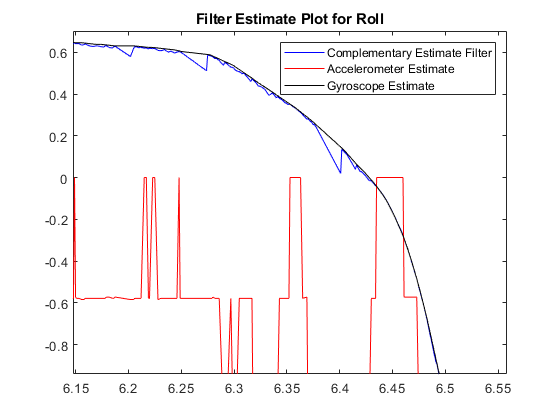 Filter Estimate Plot for Roll
Complementary Estimate Filter
Accelerometer Estimate
Gyroscope Estimate
0.6
0.4
0.2
0
-0.2
-0.4
-0.6
-0.8
6.15 6.2 6.25 6.3 6.35 6.4 6.45 6.5 6.55